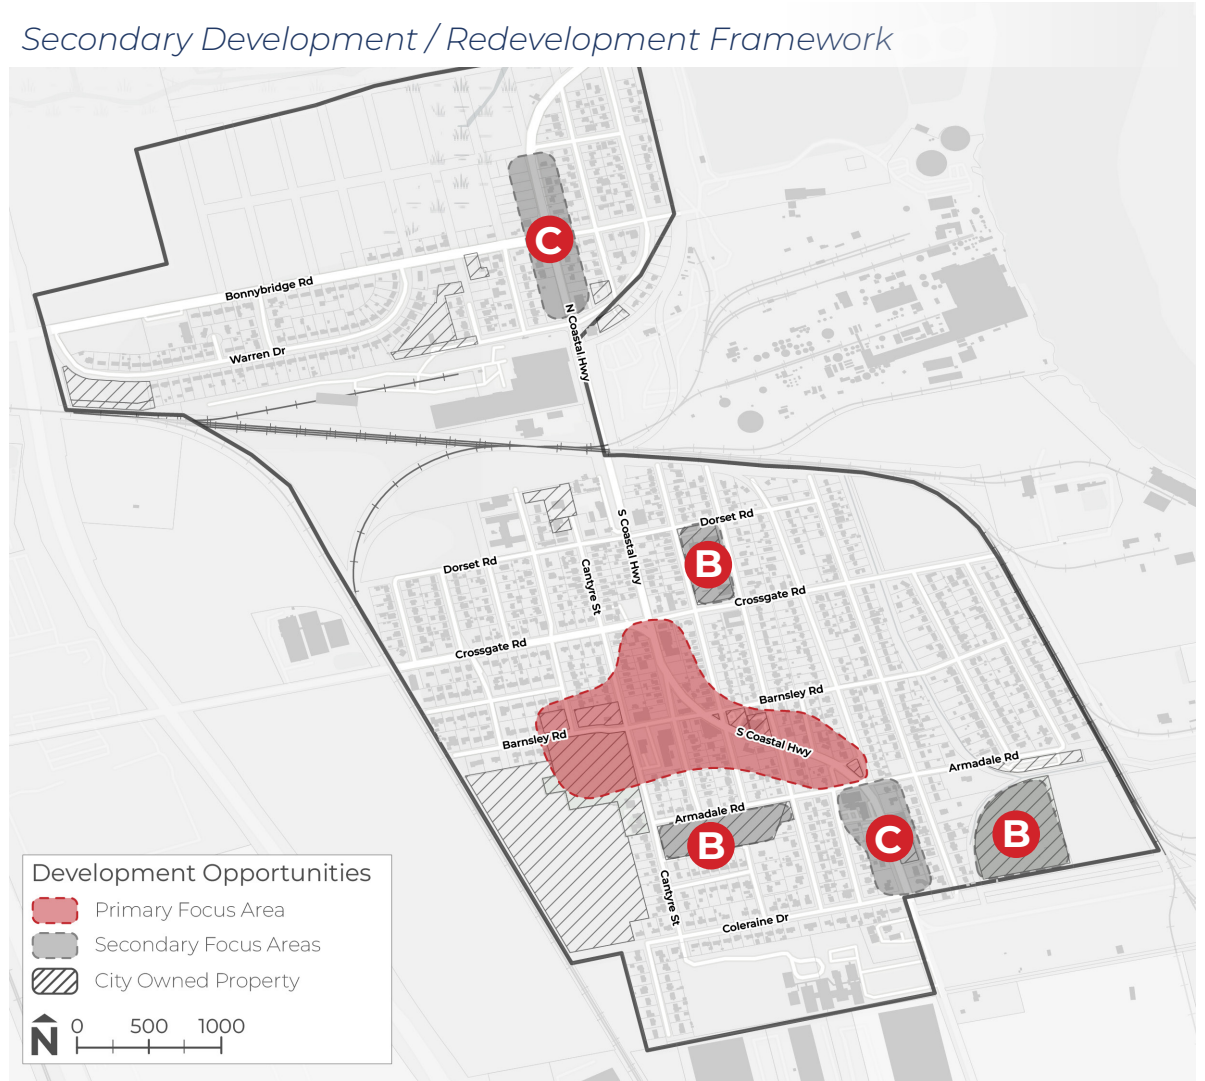 Secondary Development / Redevelopment Framework
C
Bonnybridge Rd
N Coastal Hwy
Warren Dr
S Coastal Hwy
Dorset Rd
Dorset Rd
B
Cantyre St
Crossgate Rd
Crossgate Rd
Barnsley Rd
Barnsley Rd
S Coastal Hwy
Armadale Rd
Armadale Rd
B
C
B
Cantyre St
Coleraine Dr
Development Opportunities
Primary Focus Area
Secondary Focus Areas
City Owned Property
N
0 500 1000